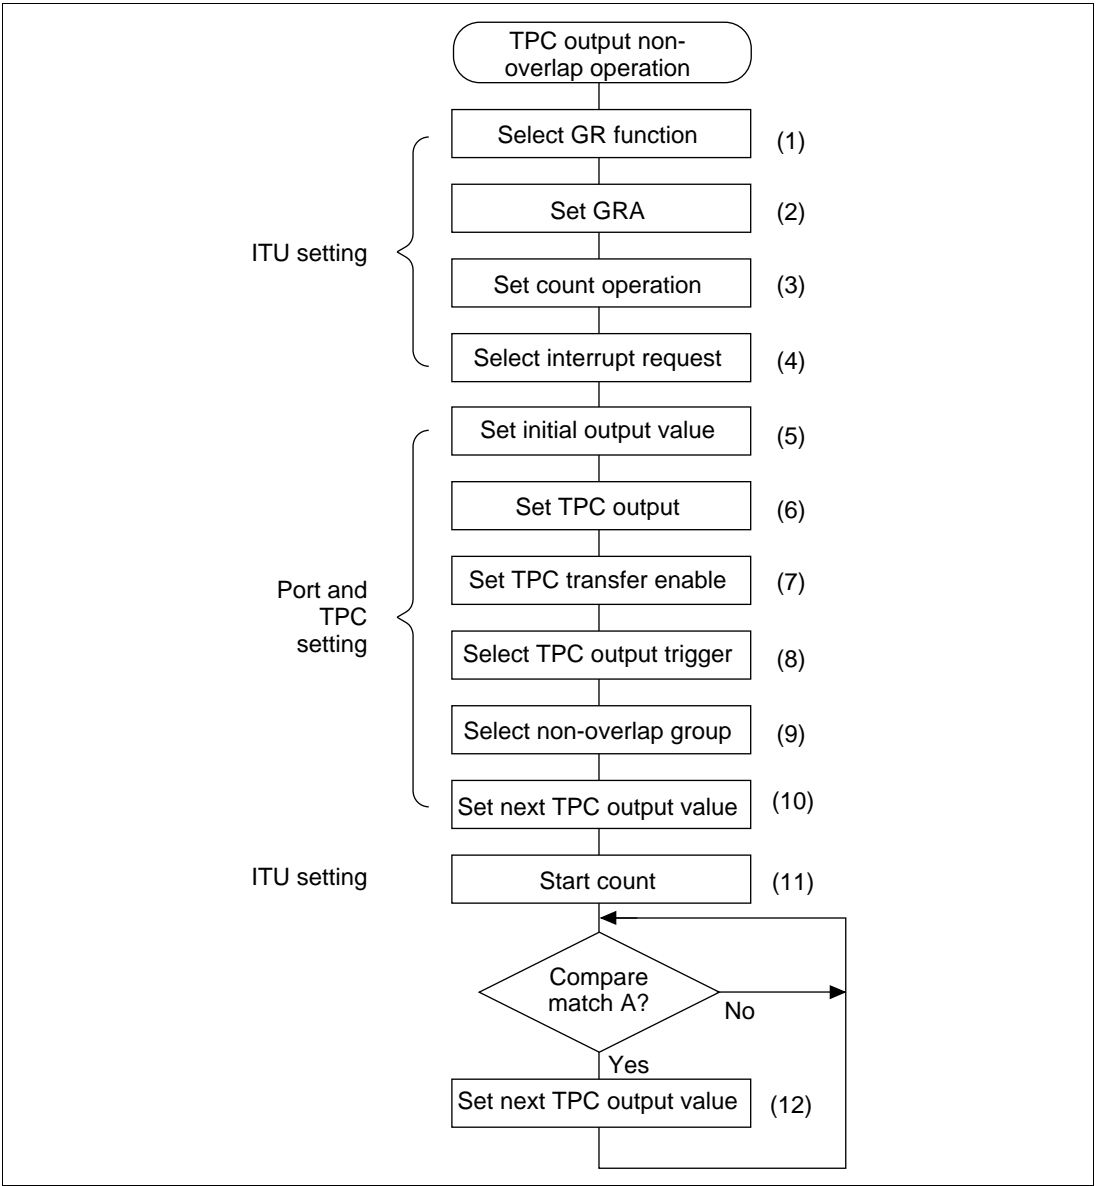 TPC output non-
overlap operation
Select GR function
(1)
Set GRA
(2)
ITU setting
Set count operation
(3)
Select interrupt request
(4)
Set initial output value
(5)
Set TPC output
(6)
Port and
TPC
setting
Set TPC transfer enable
(7)
Select TPC output trigger
(8)
Select non-overlap group
(9)
Set next TPC output value
(10)
ITU setting
Start count
(11)
Compare
match A?
No
Yes
Set next TPC output value
(12)